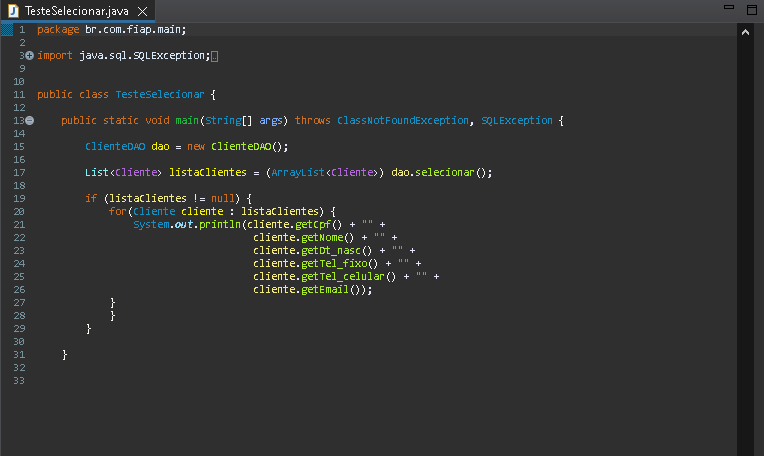 TesteSelecionar.java
1 package br.com.fiap.main;
2
3 import java.sql.SQLException;
9
10
11 public class TesteSelecionar {
12
13 public static void main(String[] args) throws ClassNotFoundException, SQLException {
14
15 ClienteDAO dao = new ClienteDAO();
16
17 List<Cliente> listaClientes = (ArrayList<Cliente>) dao.selecionar();
18
19 if (listaClientes != null) {
20 for(Cliente cliente : listaClientes) {
21 System.out.println(cliente.getCpf() + "" +
22 cliente.getNome() + "" +
23 cliente.getDt_nasc() + "" +
24 cliente.getTel_fixo() + "" +
25 cliente.getTel_celular() + "" +
26 cliente.getEmail());
27 }
28 }
29 }
30
31 }
32
33